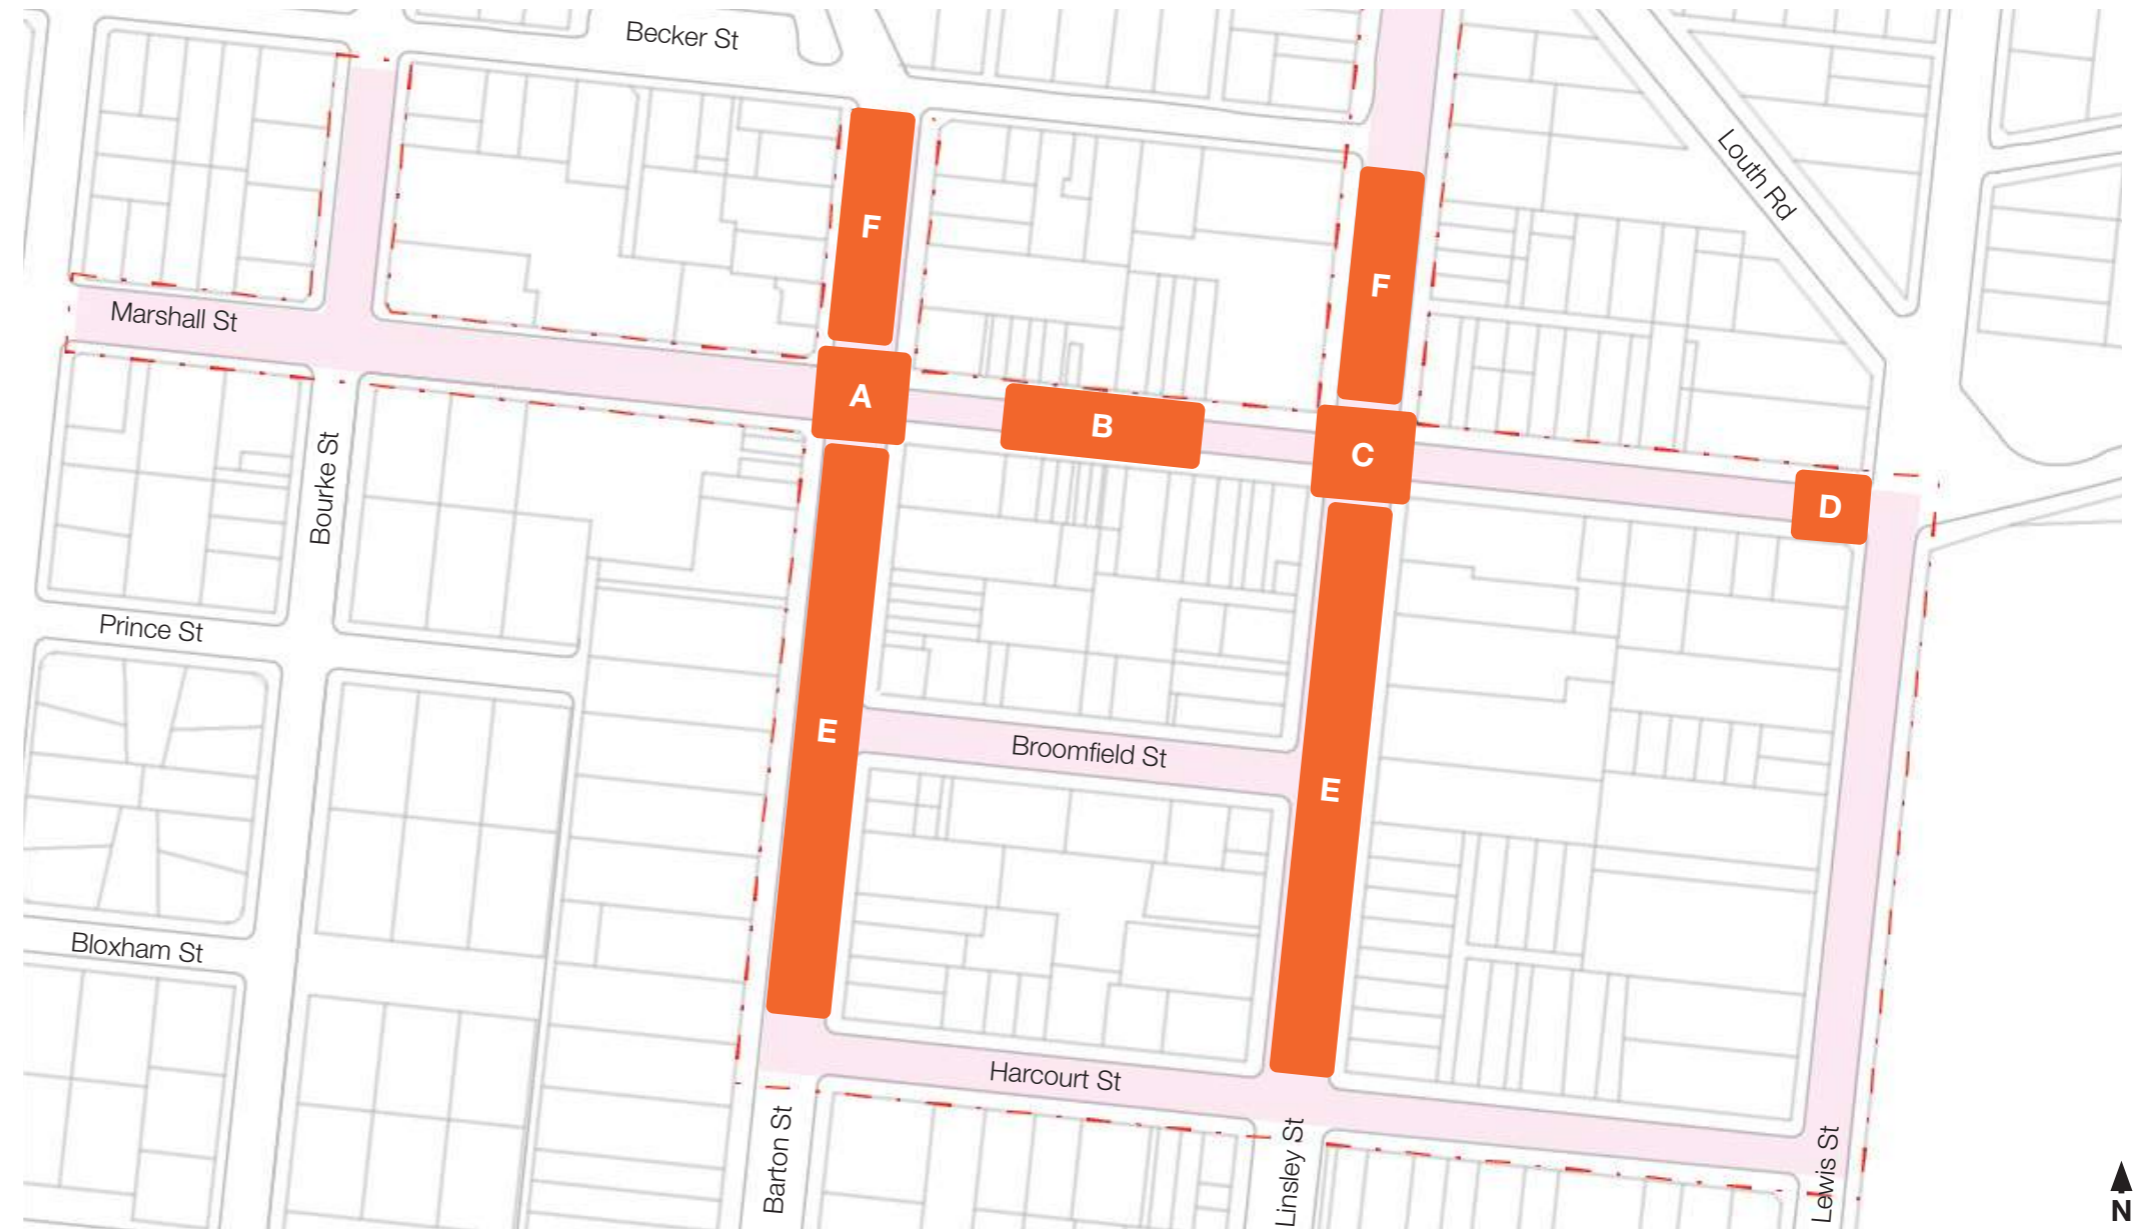 Becker St
Louth Rd
F
F
Marshall St
A
B
C
D
Bourke St
Prince St
E
Broomfield St
E
Bloxham St
Harcourt St
Barton St
Linsley St
Lewis St
N